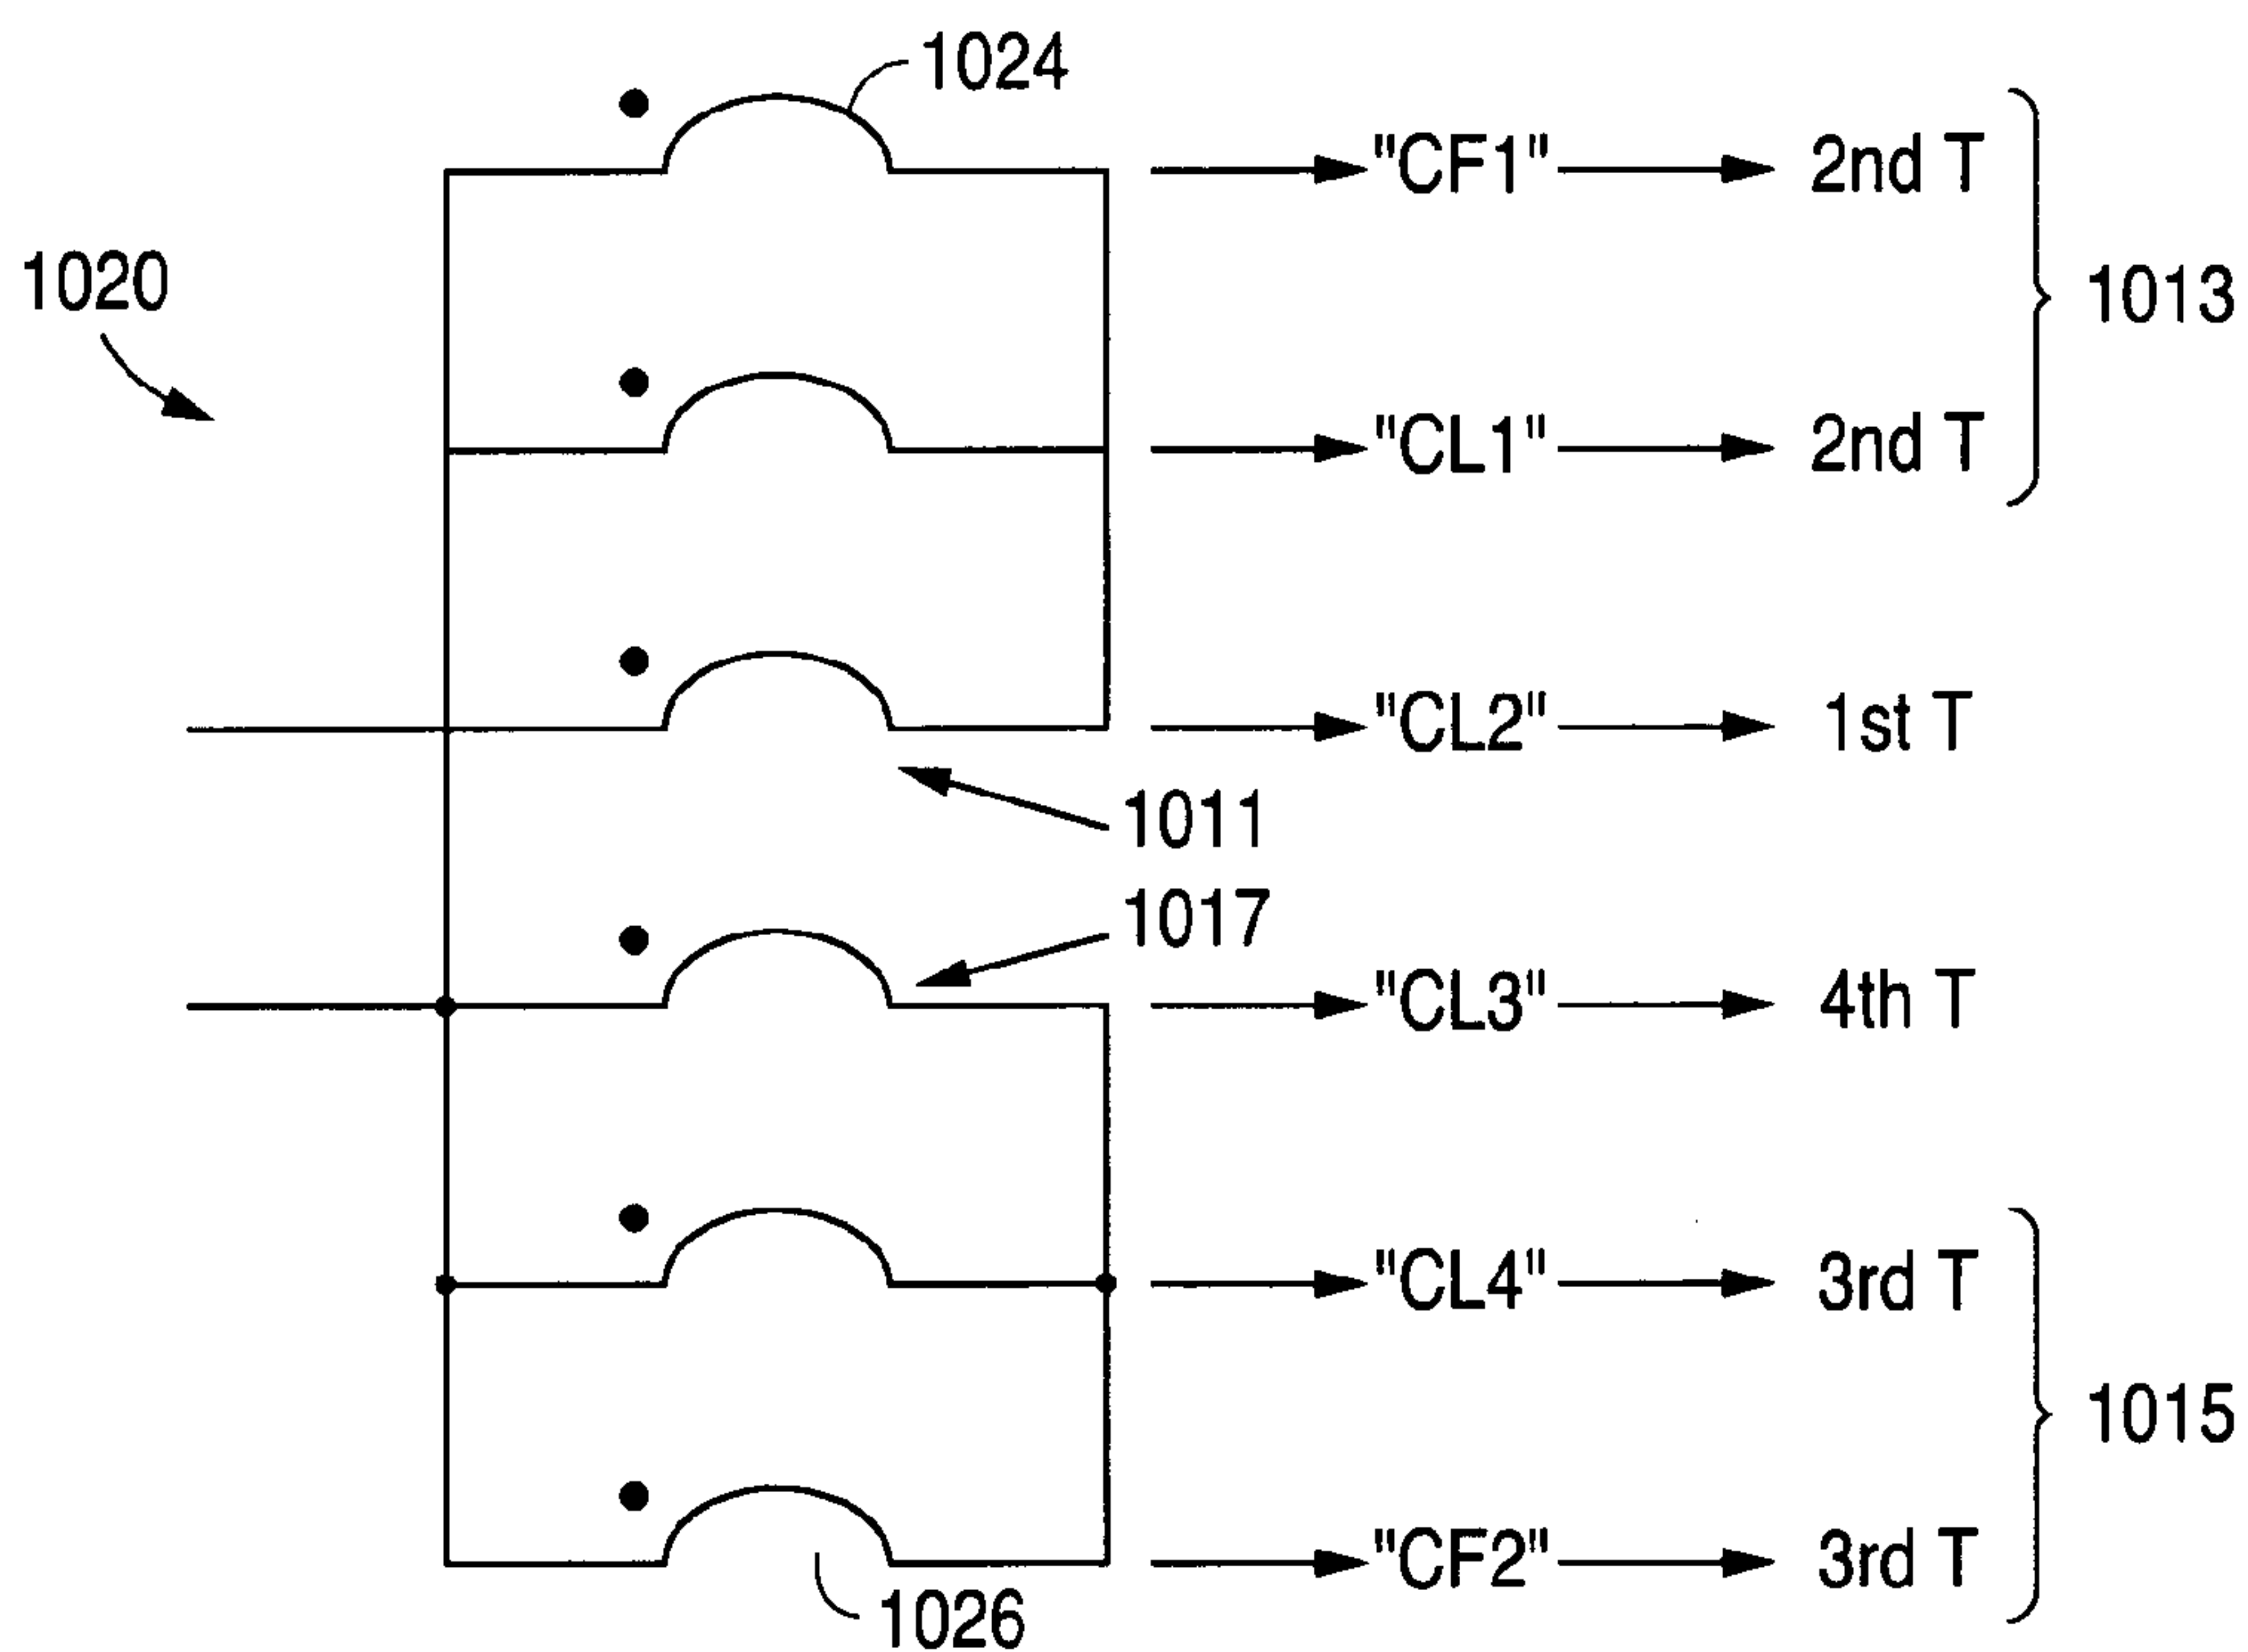 1024
"CF1" 2nd T
1020
1013
"CL1" 2nd T
"CL2" 1st T
1011
1017
"CL3" 4th T
"CL4" 3rd T
1015
"CF2" 3rd T
1026